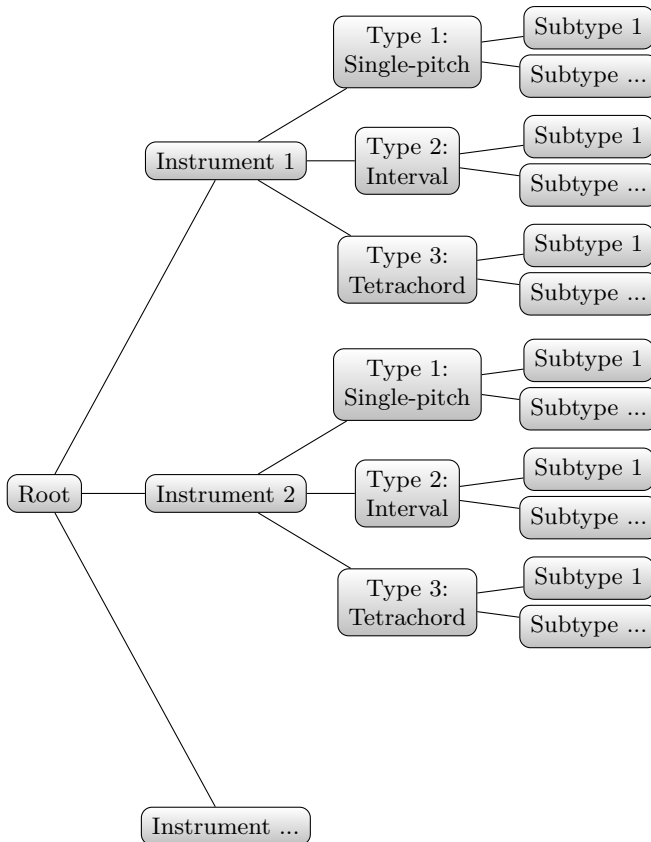 Type 1:
Single-pitch
Subtype 1
Subtype ...
Instrument 1
Type 2:
Interval
Subtype 1
Subtype ...
Type 3:
Tetrachord
Subtype 1
Subtype ...
Type 1:
Single-pitch
Subtype 1
Subtype ...
Root
Instrument 2
Type 2:
Interval
Subtype 1
Subtype ...
Type 3:
Tetrachord
Subtype 1
Subtype ...
Instrument ...